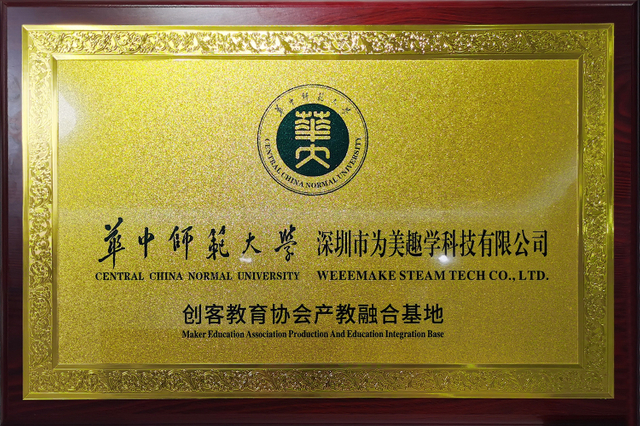 華中師範大学
華大
CENTRAL CHINA NORMAL UNIVERSITY
華中師範大學
深圳市为美趣学科技有限公司
CENTRAL CHINA NORMAL UNIVERSITY
WEEEMAKE STEAM TECH CO., LTD.
创客教育协会产教融合基地
Maker Education Association Production And Education Integration Base